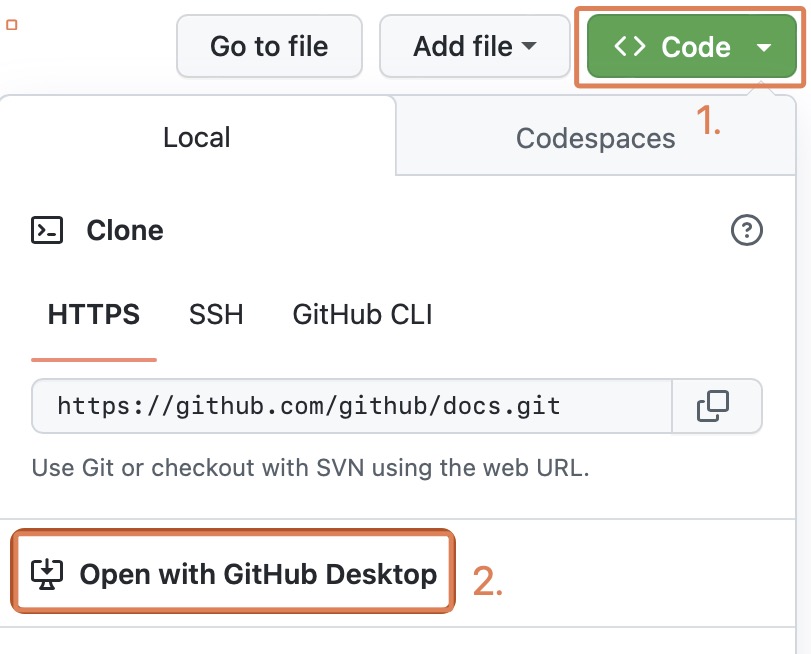 Go to file Add file <> Code
Local Codespaces 1.
Clone
HTTPS SSH GitHub CLI
https://github.com/github/docs.git
Use Git or checkout with SVN using the web URL.
Open with GitHub Desktop 2.